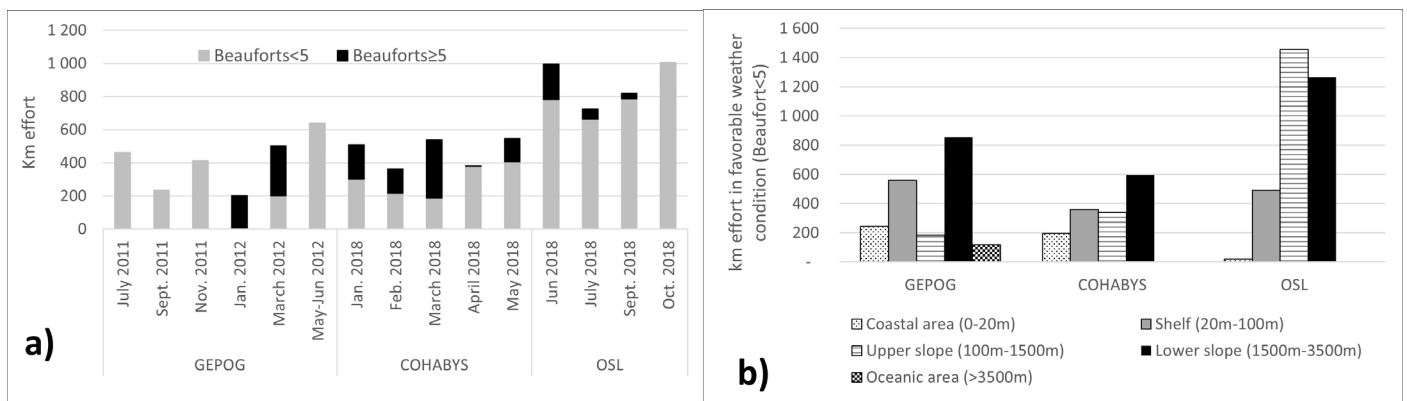 1 200
1 000
800
600
400
200
0
Km effort
Beauforts<5
Beauforts≥5
July 2011
Sept. 2011
Nov. 2011
Jan. 2012
March 2012
May-Jun 2012
Jan. 2018
Feb. 2018
March 2018
April 2018
May 2018
Jun 2018
July 2018
Sept. 2018
Oct. 2018
GEPOG
COHABYS
OSL
a)
km effort in favorable weather
condition (Beaufort<5)
1 600
1 400
1 200
1 000
800
600
400
200
-
GEPOG
COHABYS
OSL
Coastal area (0-20m)
Shelf (20m-100m)
Upper slope (100m-1500m)
Lower slope (1500m-3500m)
Oceanic area (>3500m)
b)